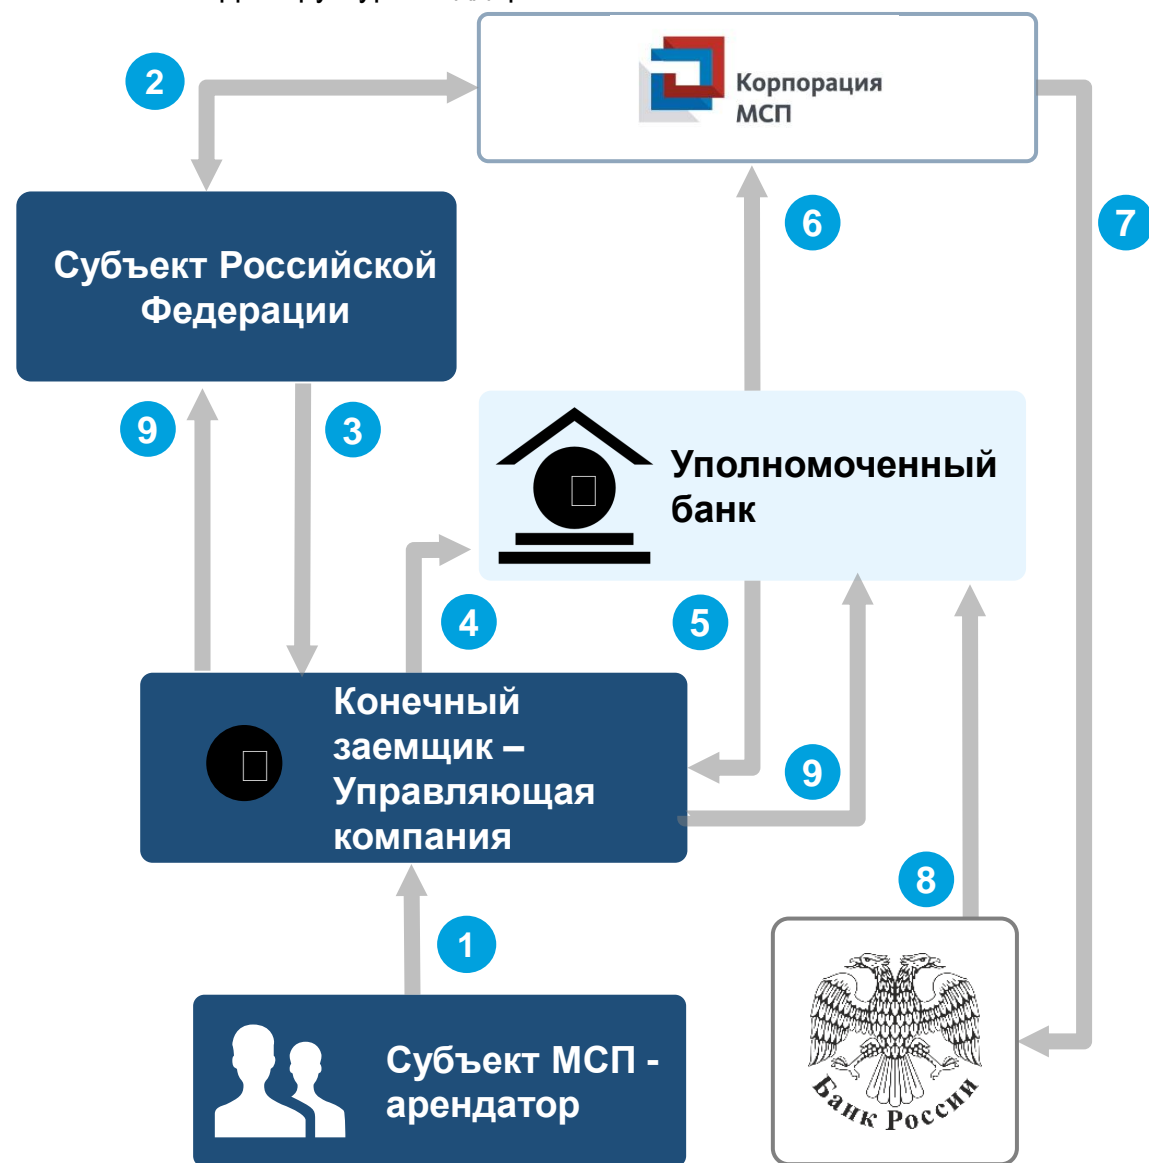 2
Корпорация
МСП
6
7
Субъект Российской
Федерации
9
3
Уполномоченный
банк
4
5
Конечный
заемщик –
Управляющая
компания
9
8
1
Субъект МСП -
арендатор
Банк России